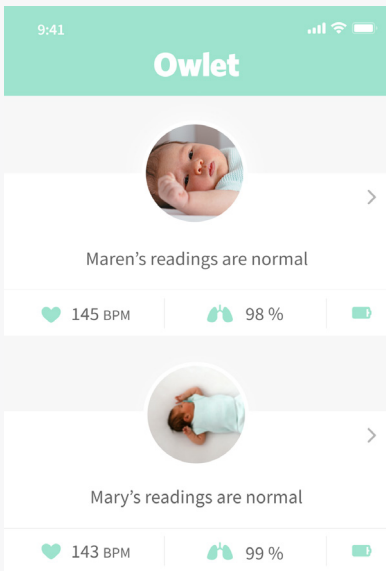 9:41
Owlet
Maren’s readings are normal
145 BPM
98 %
Mary’s readings are normal
143 BPM
99 %